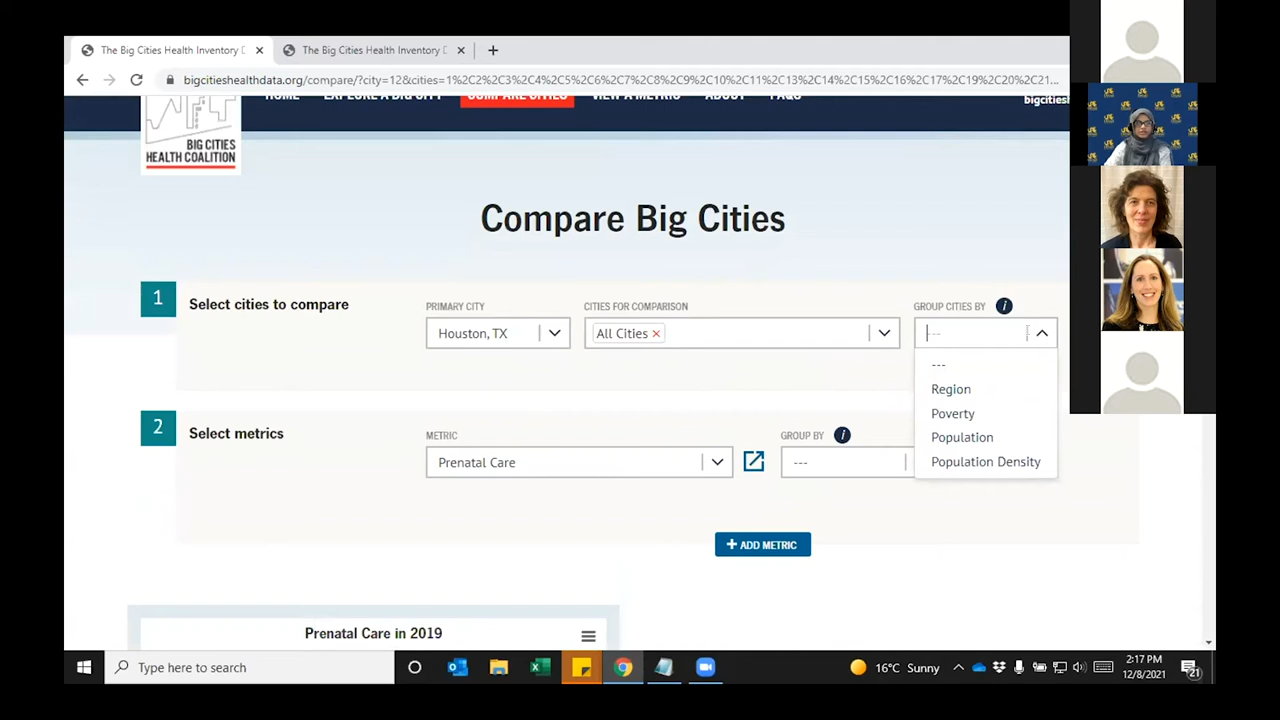 The Big Cities Health Inventory D
The Big Cities Health Inventory D
bigcitieshealthdata.org/compare/?city=12&cities=1%2C2%2C3%2C4%2C5%2C6%2C7%2C8%2C9%2C10%2C11%2C13%2C14%2C15%2C16%2C17%2C19%2C20%2C21...
HOME EXPLORE A BIG CITY COMPARE CITIES VIEW A METRIC ABOUT FAQS bigcities
BIG CITIES
HEALTH COALITION
Compare Big Cities
1 Select cities to compare
PRIMARY CITY CITIES FOR COMPARISON GROUP CITIES BY i
Houston, TX All Cities × ---
---
Region
Poverty
Population
Population Density
2 Select metrics
METRIC GROUP BY i
Prenatal Care ---
+ ADD METRIC
Prenatal Care in 2019
Type here to search
16°C Sunny
2:17 PM
12/8/2021
21